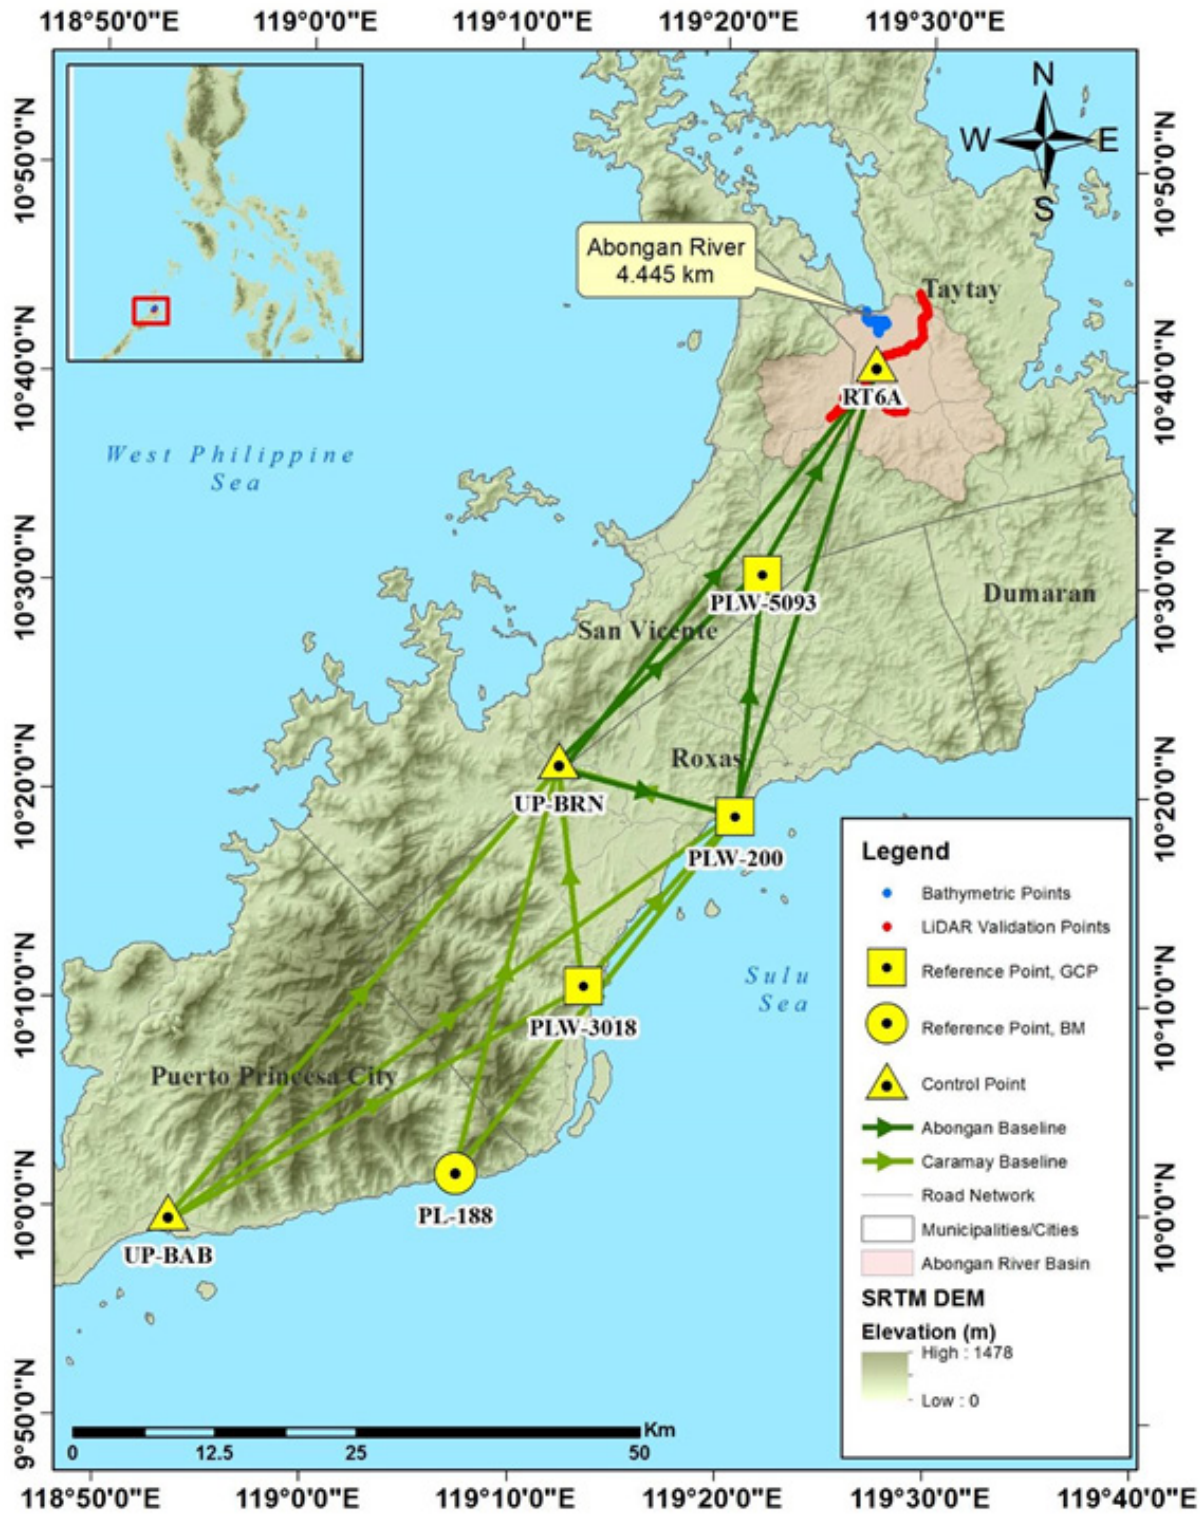 118°50'0"E 119°0'0"E 119°10'0"E 119°20'0"E 119°30'0"E
10°50'0"N
10°40'0"N
10°30'0"N
10°20'0"N
10°10'0"N
10°0'0"N
9°50'0"N
N
W E
S
Abongan River
4.445 km
Taytay
RT6A
West Philippine
Sea
PLW-5093
Dumaran
San Vicente
Roxas
UP-BRN
PLW-200
Sulu
Sea
PLW-3018
Puerto Princesa City
PL-188
UP-BAB
Legend
Bathymetric Points
LiDAR Validation Points
Reference Point, GCP
Reference Point, BM
Control Point
Abongan Baseline
Caramay Baseline
Road Network
Municipalities/Cities
Abongan River Basin
SRTM DEM
Elevation (m)
High : 1478
Low : 0
Km
0 12.5 25 50
10°50'0"N
10°40'0"N
10°30'0"N
10°20'0"N
10°10'0"N
10°0'0"N
118°50'0"E 119°0'0"E 119°10'0"E 119°20'0"E 119°30'0"E 119°40'0"E